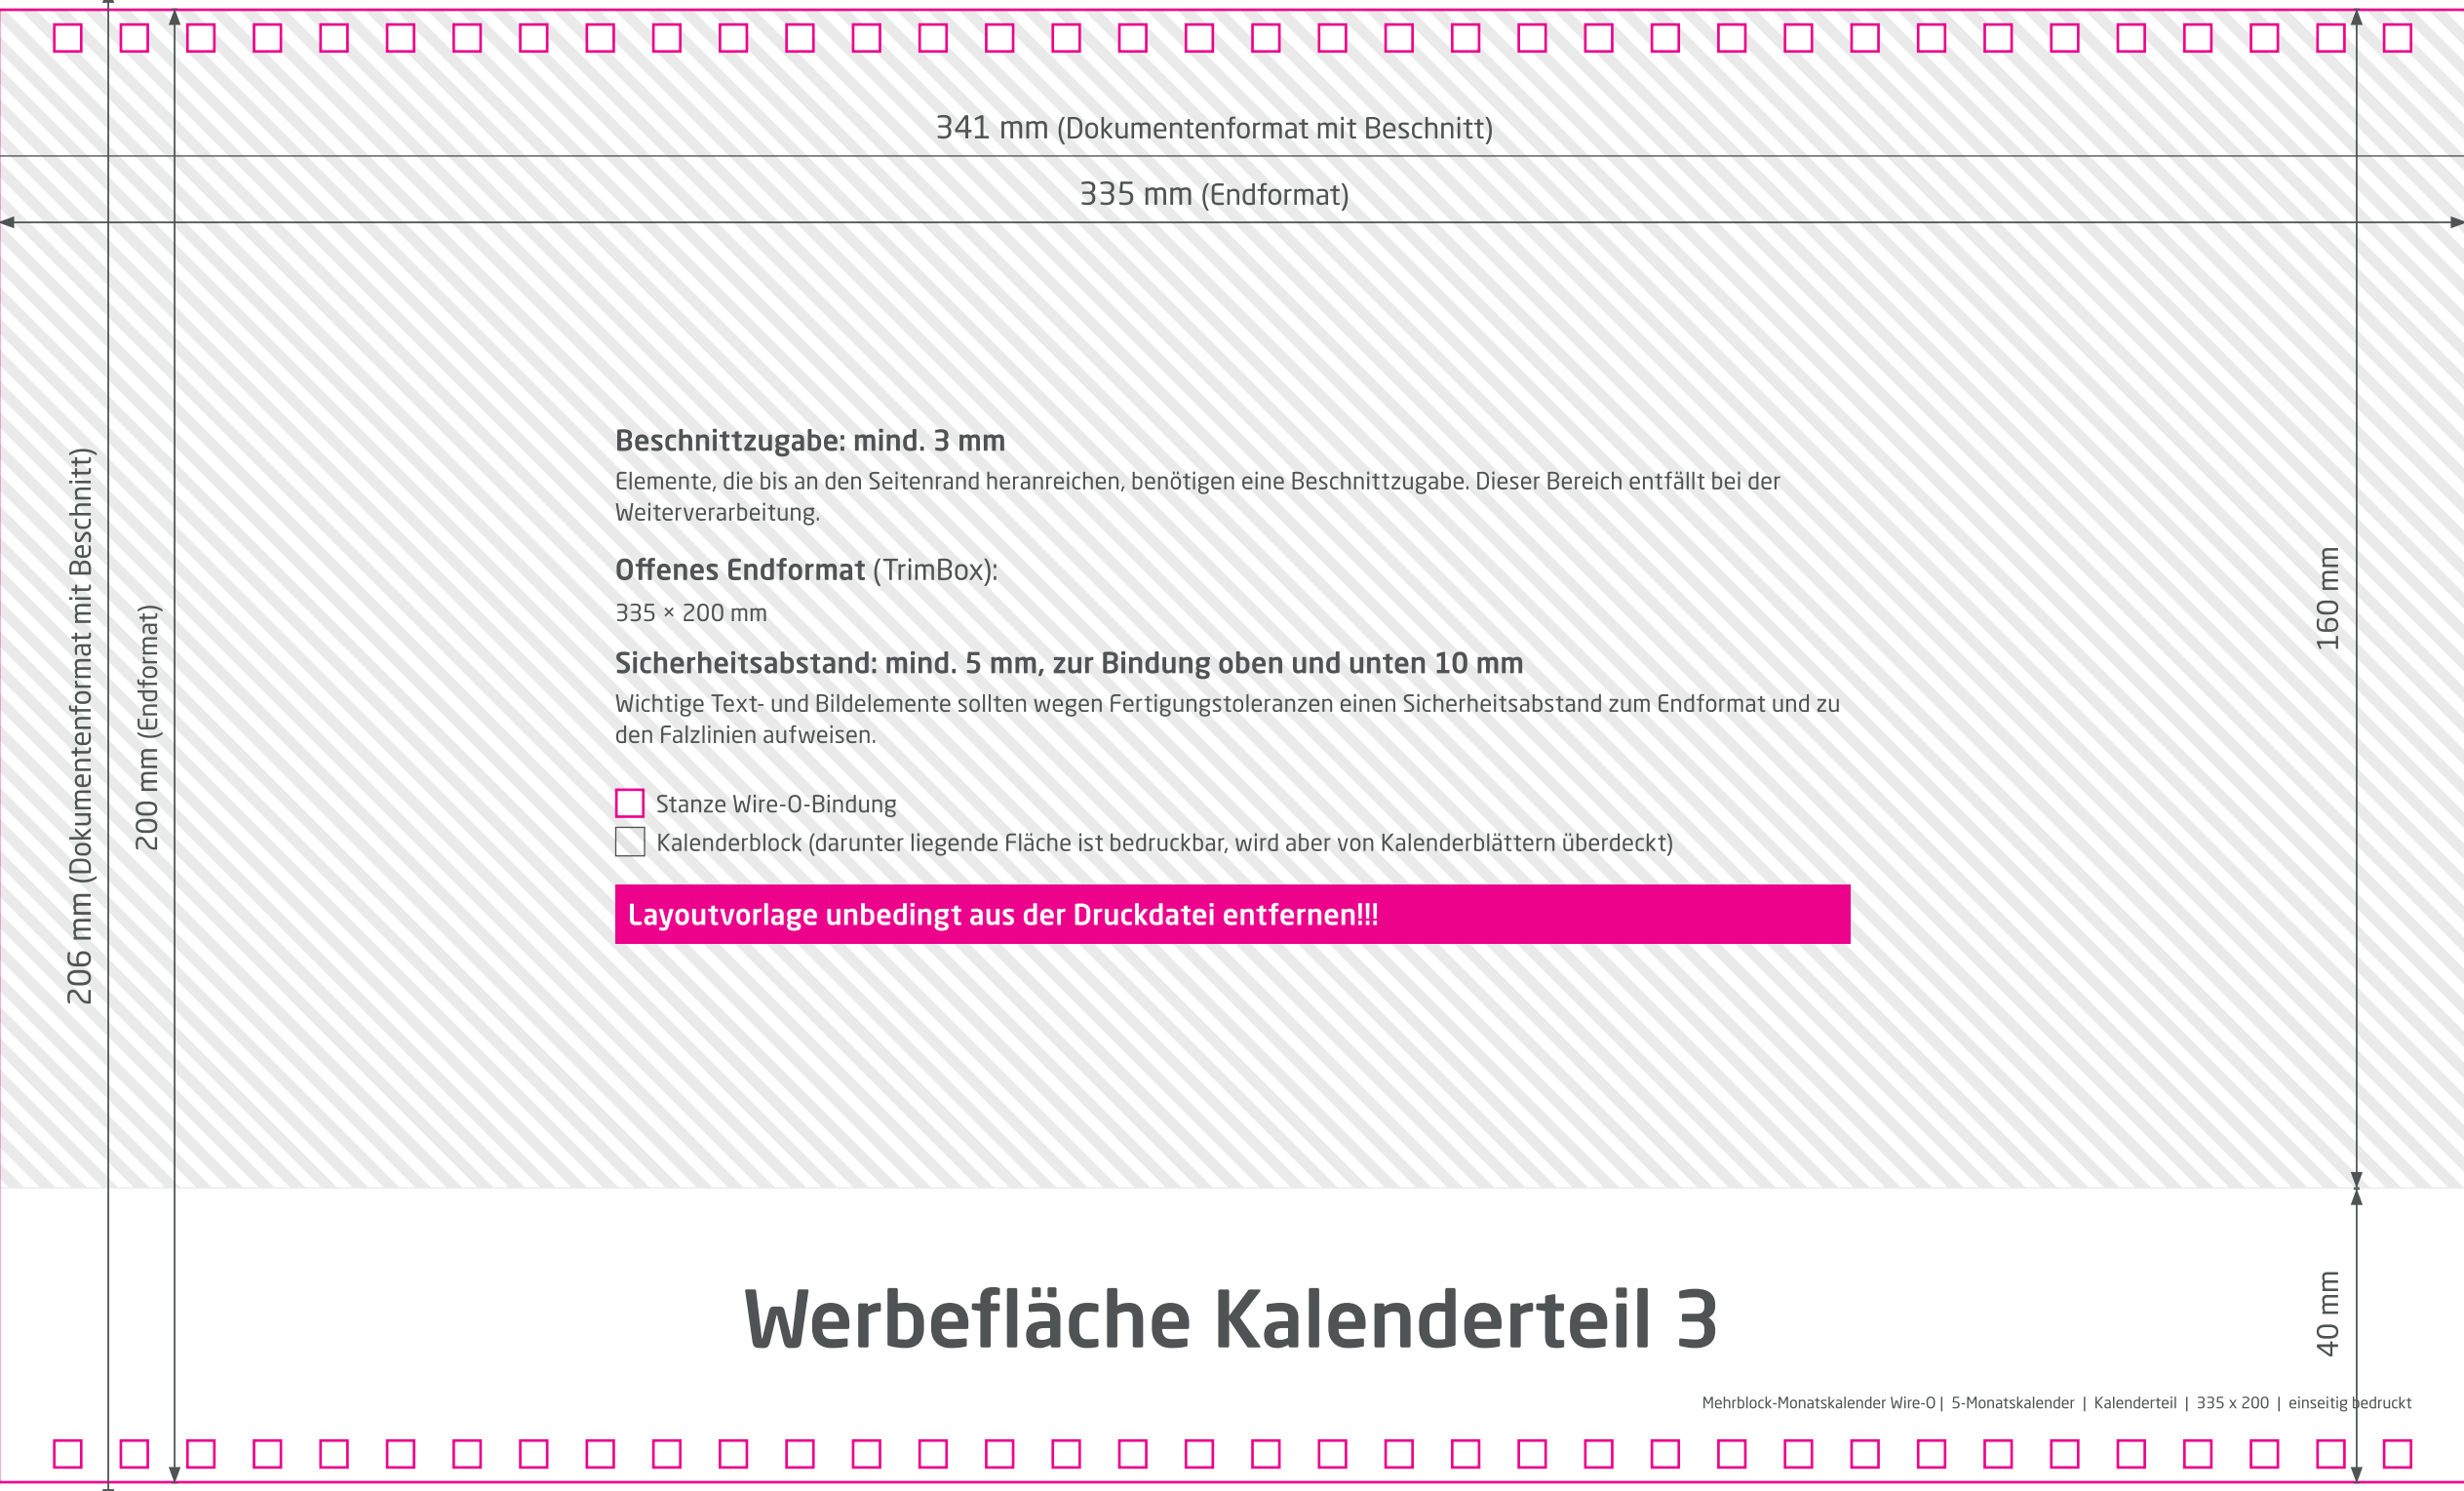 341 mm (Dokumentenformat mit Beschnitt)
335 mm (Endformat)
206 mm (Dokumentenformat mit Beschnitt)
200 mm (Endformat)
160 mm
Beschnittzugabe: mind. 3 mm
Elemente, die bis an den Seitenrand heranreichen, benötigen eine Beschnittzugabe. Dieser Bereich entfällt bei der
Weiterverarbeitung.
Offenes Endformat (TrimBox):
335 × 200 mm
Sicherheitsabstand: mind. 5 mm, zur Bindung oben und unten 10 mm
Wichtige Text- und Bildelemente sollten wegen Fertigungstoleranzen einen Sicherheitsabstand zum Endformat und zu
den Falzlinien aufweisen.
Stanze Wire-O-Bindung
Kalenderblock (darunter liegende Fläche ist bedruckbar, wird aber von Kalenderblättern überdeckt)
Layoutvorlage unbedingt aus der Druckdatei entfernen!!!
Werbefläche Kalenderteil 3
40 mm
Mehrblock-Monatskalender Wire-O | 5-Monatskalender | Kalenderteil | 335 x 200 | einseitig bedruckt